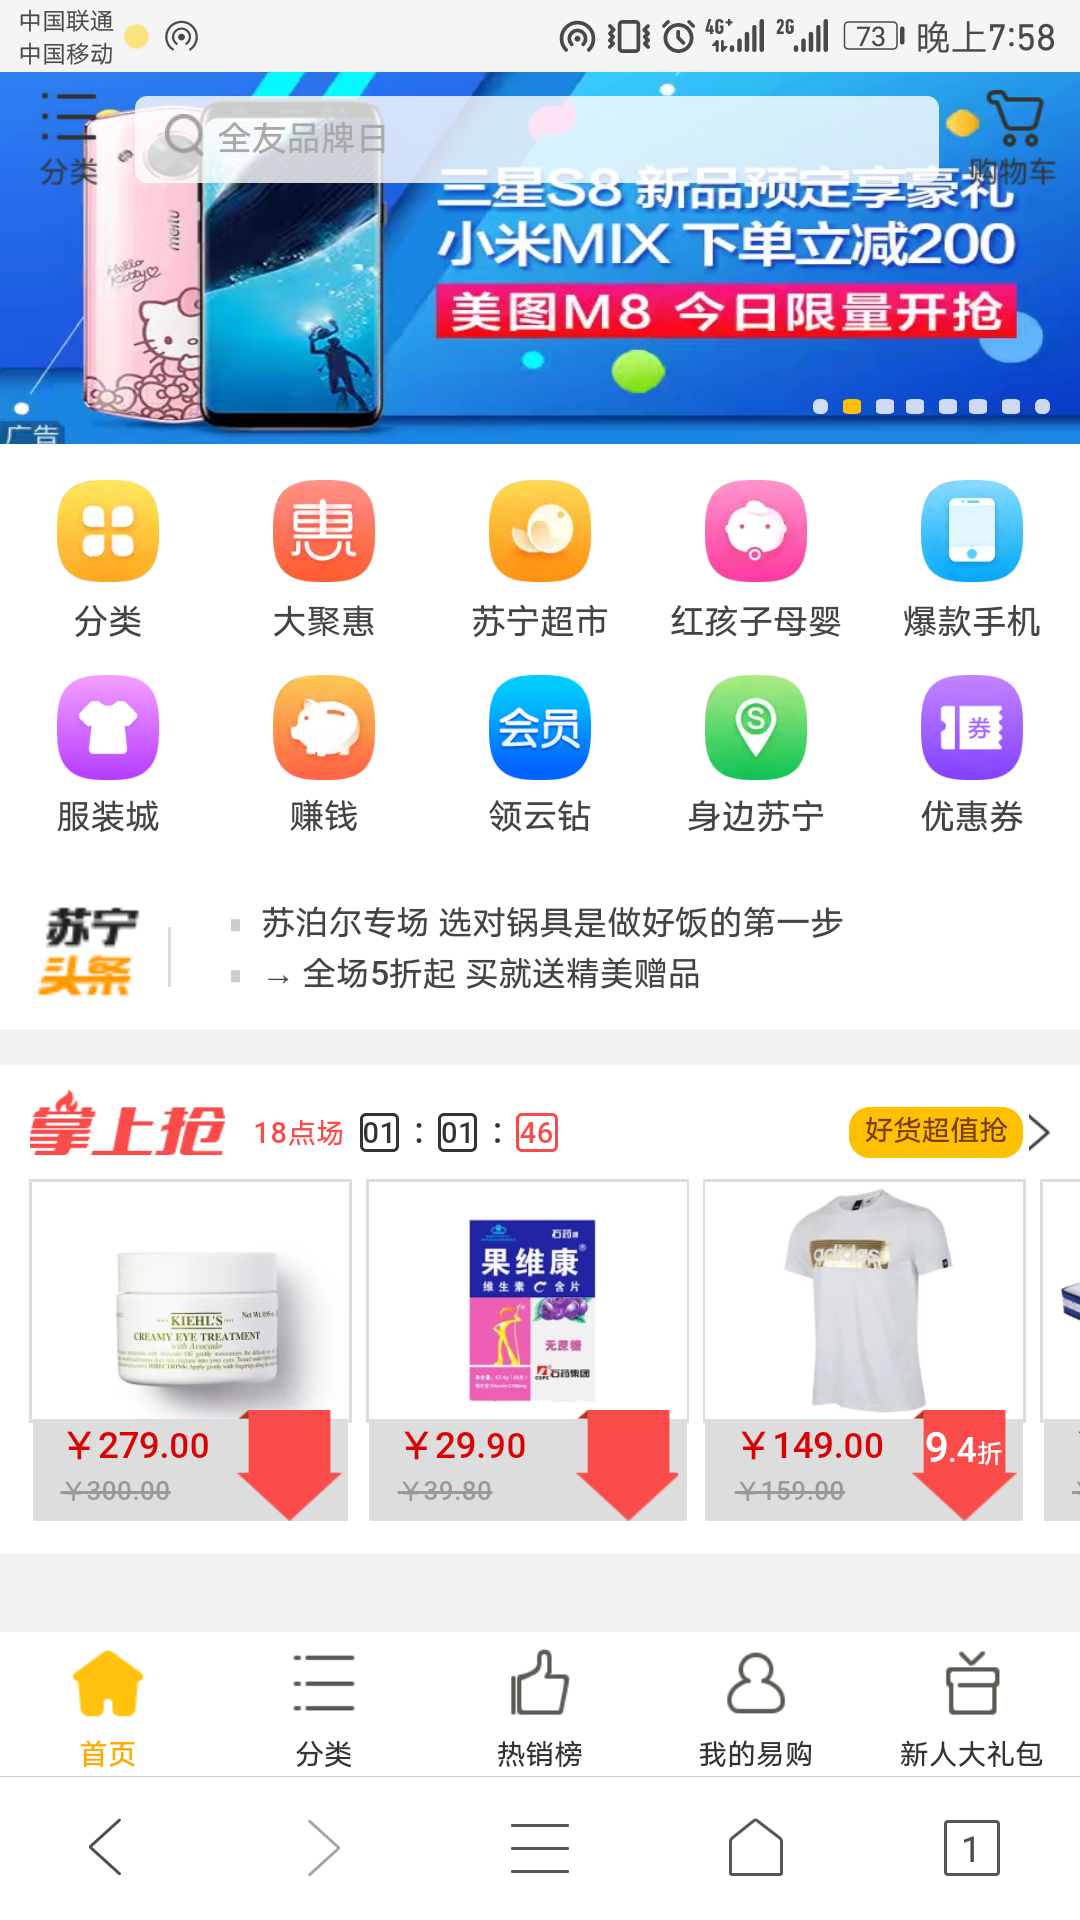 中国联通
中国移动
4G+
2G
73
晚上7:58
分类
全友品牌日
购物车
meitu
Hello Kitty
三星S8 新品预定享豪礼
小米MIX 下单立减200
美图M8 今日限量开抢
广告
惠
分类
大聚惠
苏宁超市
红孩子母婴
爆款手机
会员
S
券
服装城
赚钱
领云钻
身边苏宁
优惠券
苏宁
头条
苏泊尔专场 选对锅具是做好饭的第一步
→ 全场5折起 买就送精美赠品
掌上抢
18点场 01 : 01 : 46
好货超值抢
KIEHL'S
CREAMY EYE TREATMENT
with Avocado
石药
果维康®
维生素C含片
无蔗糖
石药集团
adidas
¥279.00
¥300.00
¥29.90
¥39.80
¥149.00
¥159.00
9.4折
首页
分类
热销榜
我的易购
新人大礼包
1